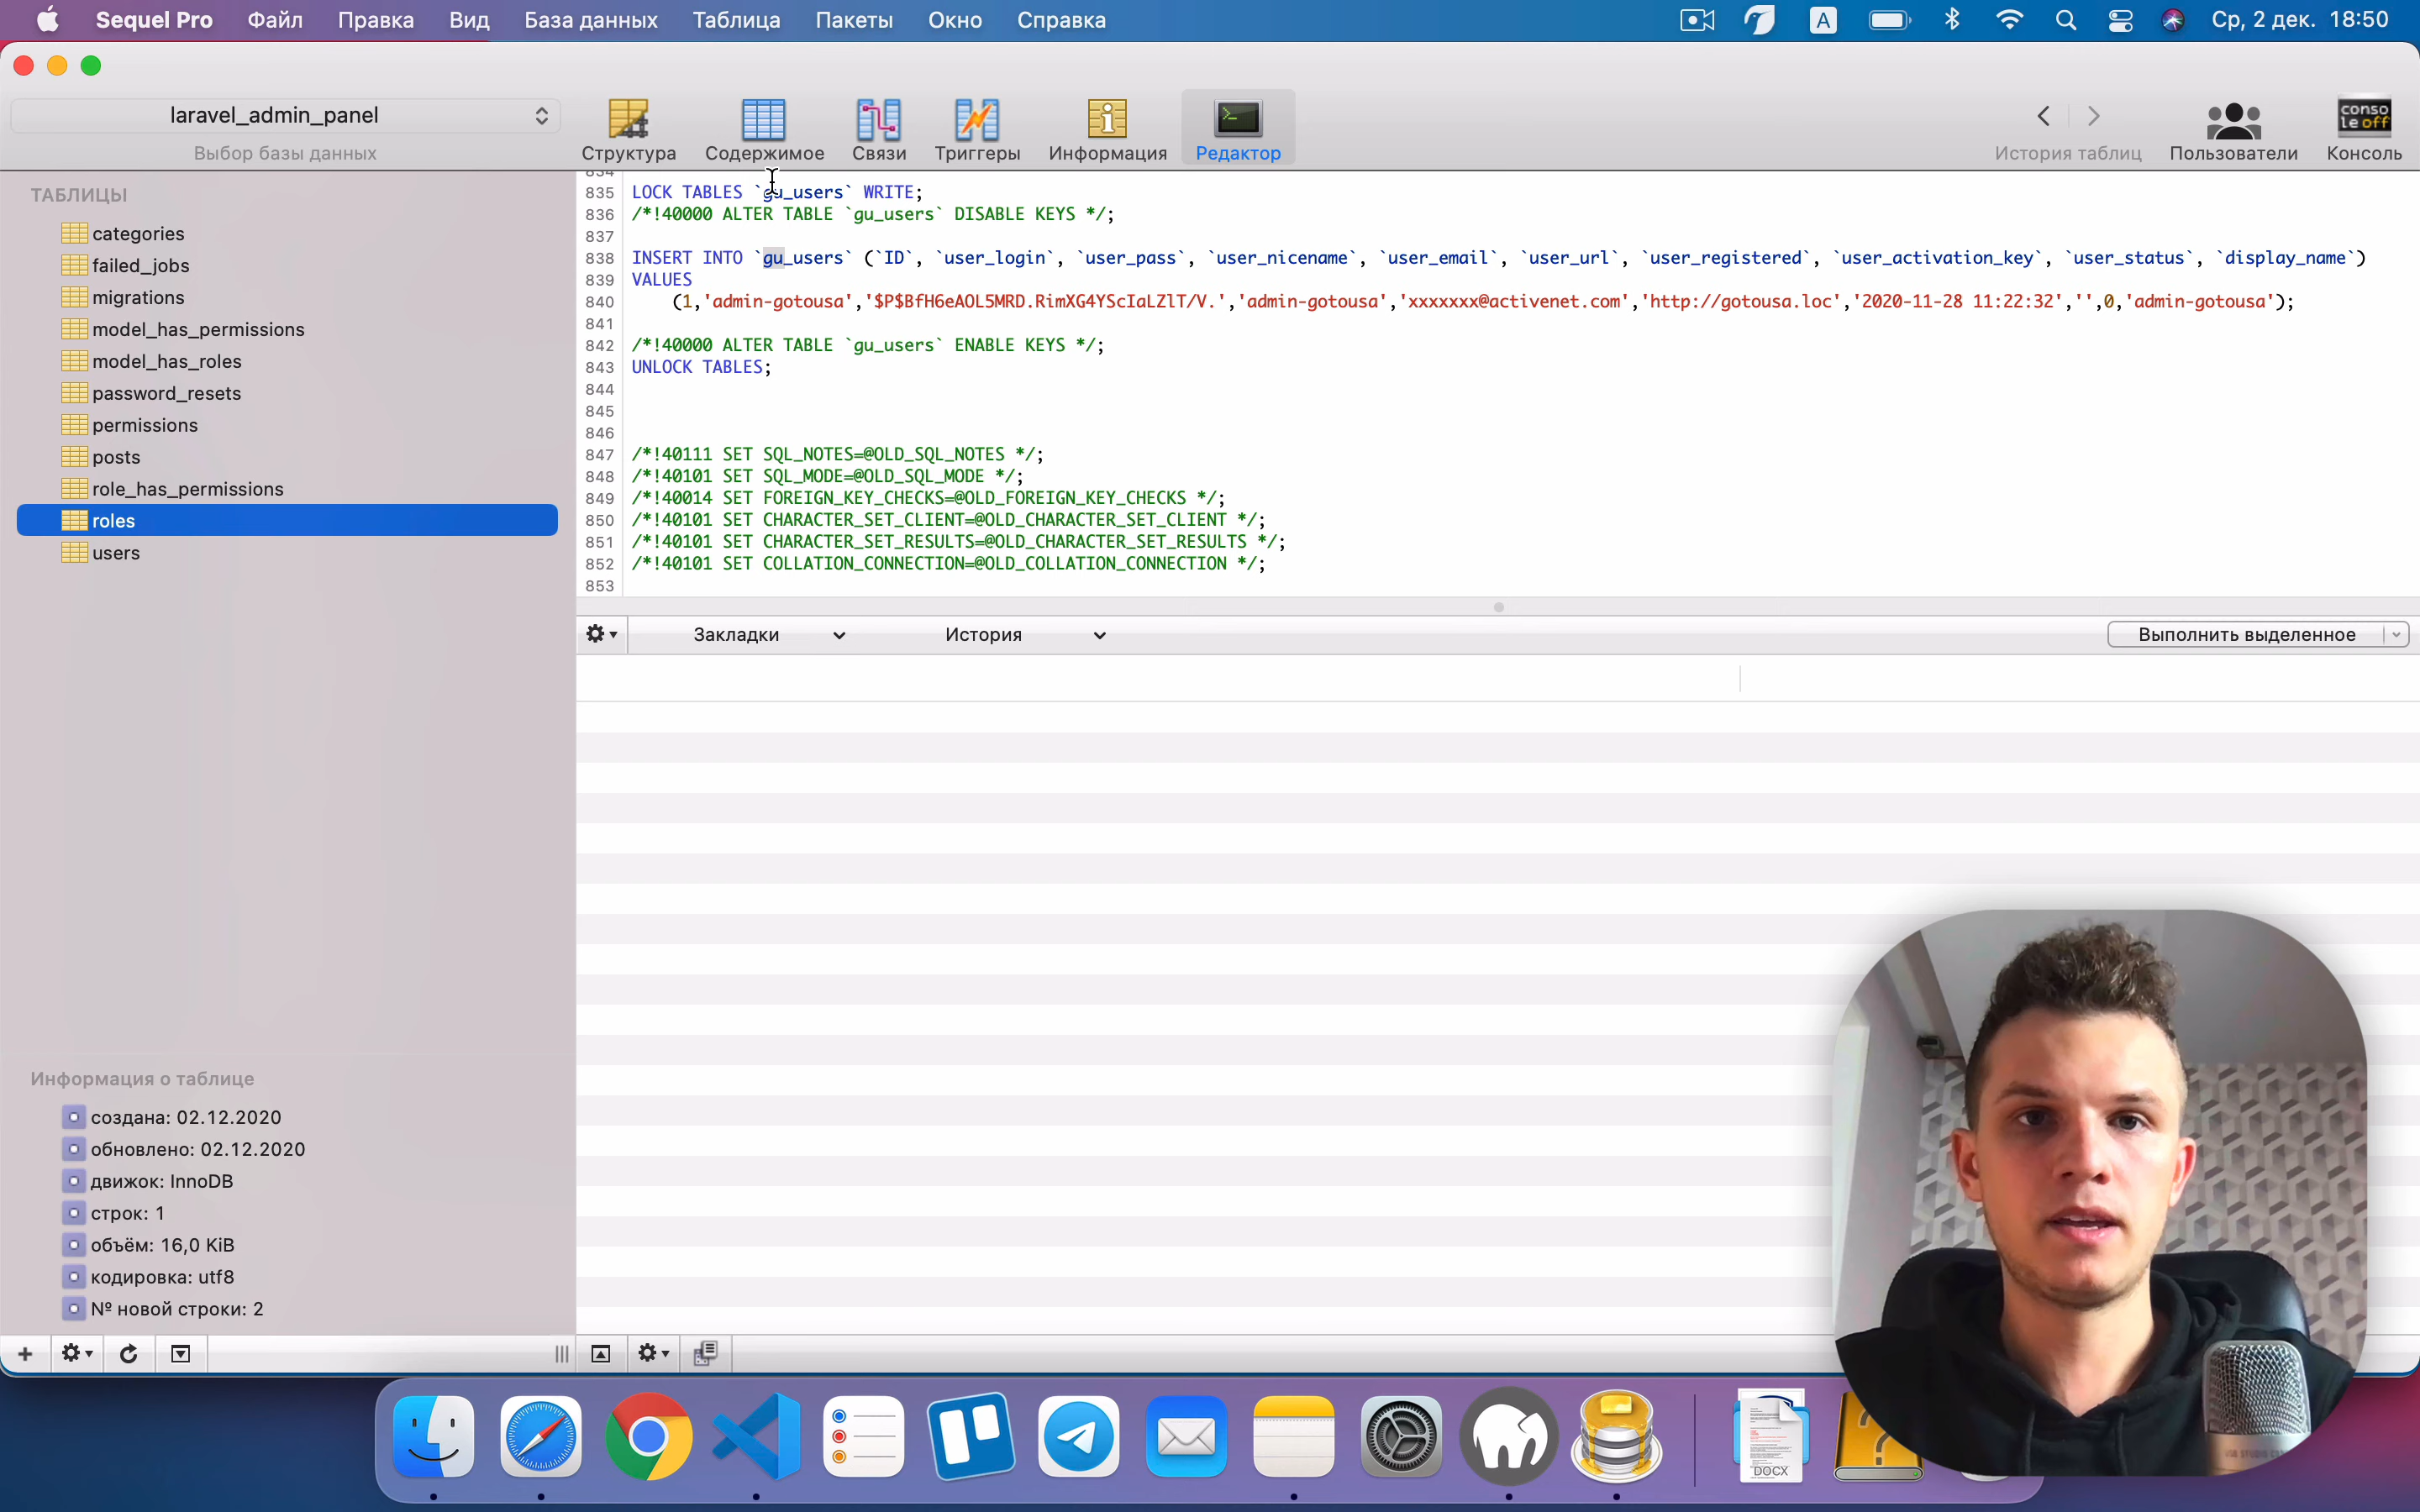 Sequel Pro Файл Правка Вид База данных Таблица Пакеты Окно Справка
A
Ср, 2 дек. 18:50
laravel_admin_panel
Выбор базы данных
Структура Содержимое Связи Триггеры Информация Редактор
История таблиц Пользователи Консоль
conso
le off
ТАБЛИЦЫ
categories
failed_jobs
migrations
model_has_permissions
model_has_roles
password_resets
permissions
posts
role_has_permissions
roles
users
834
835 LOCK TABLES `gu_users` WRITE;
836 /*!40000 ALTER TABLE `gu_users` DISABLE KEYS */;
837
838 INSERT INTO `gu_users` (`ID`, `user_login`, `user_pass`, `user_nicename`, `user_email`, `user_url`, `user_registered`, `user_activation_key`, `user_status`, `display_name`)
839 VALUES
840 (1,'admin-gotousa','$P$BfH6eAOL5MRD.RimXG4YScIaLZlT/V.','admin-gotousa','xxxxxxx@activenet.com','http://gotousa.loc','2020-11-28 11:22:32','',0,'admin-gotousa');
841
842 /*!40000 ALTER TABLE `gu_users` ENABLE KEYS */;
843 UNLOCK TABLES;
844
845
846
847 /*!40111 SET SQL_NOTES=@OLD_SQL_NOTES */;
848 /*!40101 SET SQL_MODE=@OLD_SQL_MODE */;
849 /*!40014 SET FOREIGN_KEY_CHECKS=@OLD_FOREIGN_KEY_CHECKS */;
850 /*!40101 SET CHARACTER_SET_CLIENT=@OLD_CHARACTER_SET_CLIENT */;
851 /*!40101 SET CHARACTER_SET_RESULTS=@OLD_CHARACTER_SET_RESULTS */;
852 /*!40101 SET COLLATION_CONNECTION=@OLD_COLLATION_CONNECTION */;
853
Закладки История Выполнить выделенное
Информация о таблице
создана: 02.12.2020
обновлено: 02.12.2020
движок: InnoDB
строк: 1
объём: 16,0 KiB
кодировка: utf8
№ новой строки: 2
DOCX